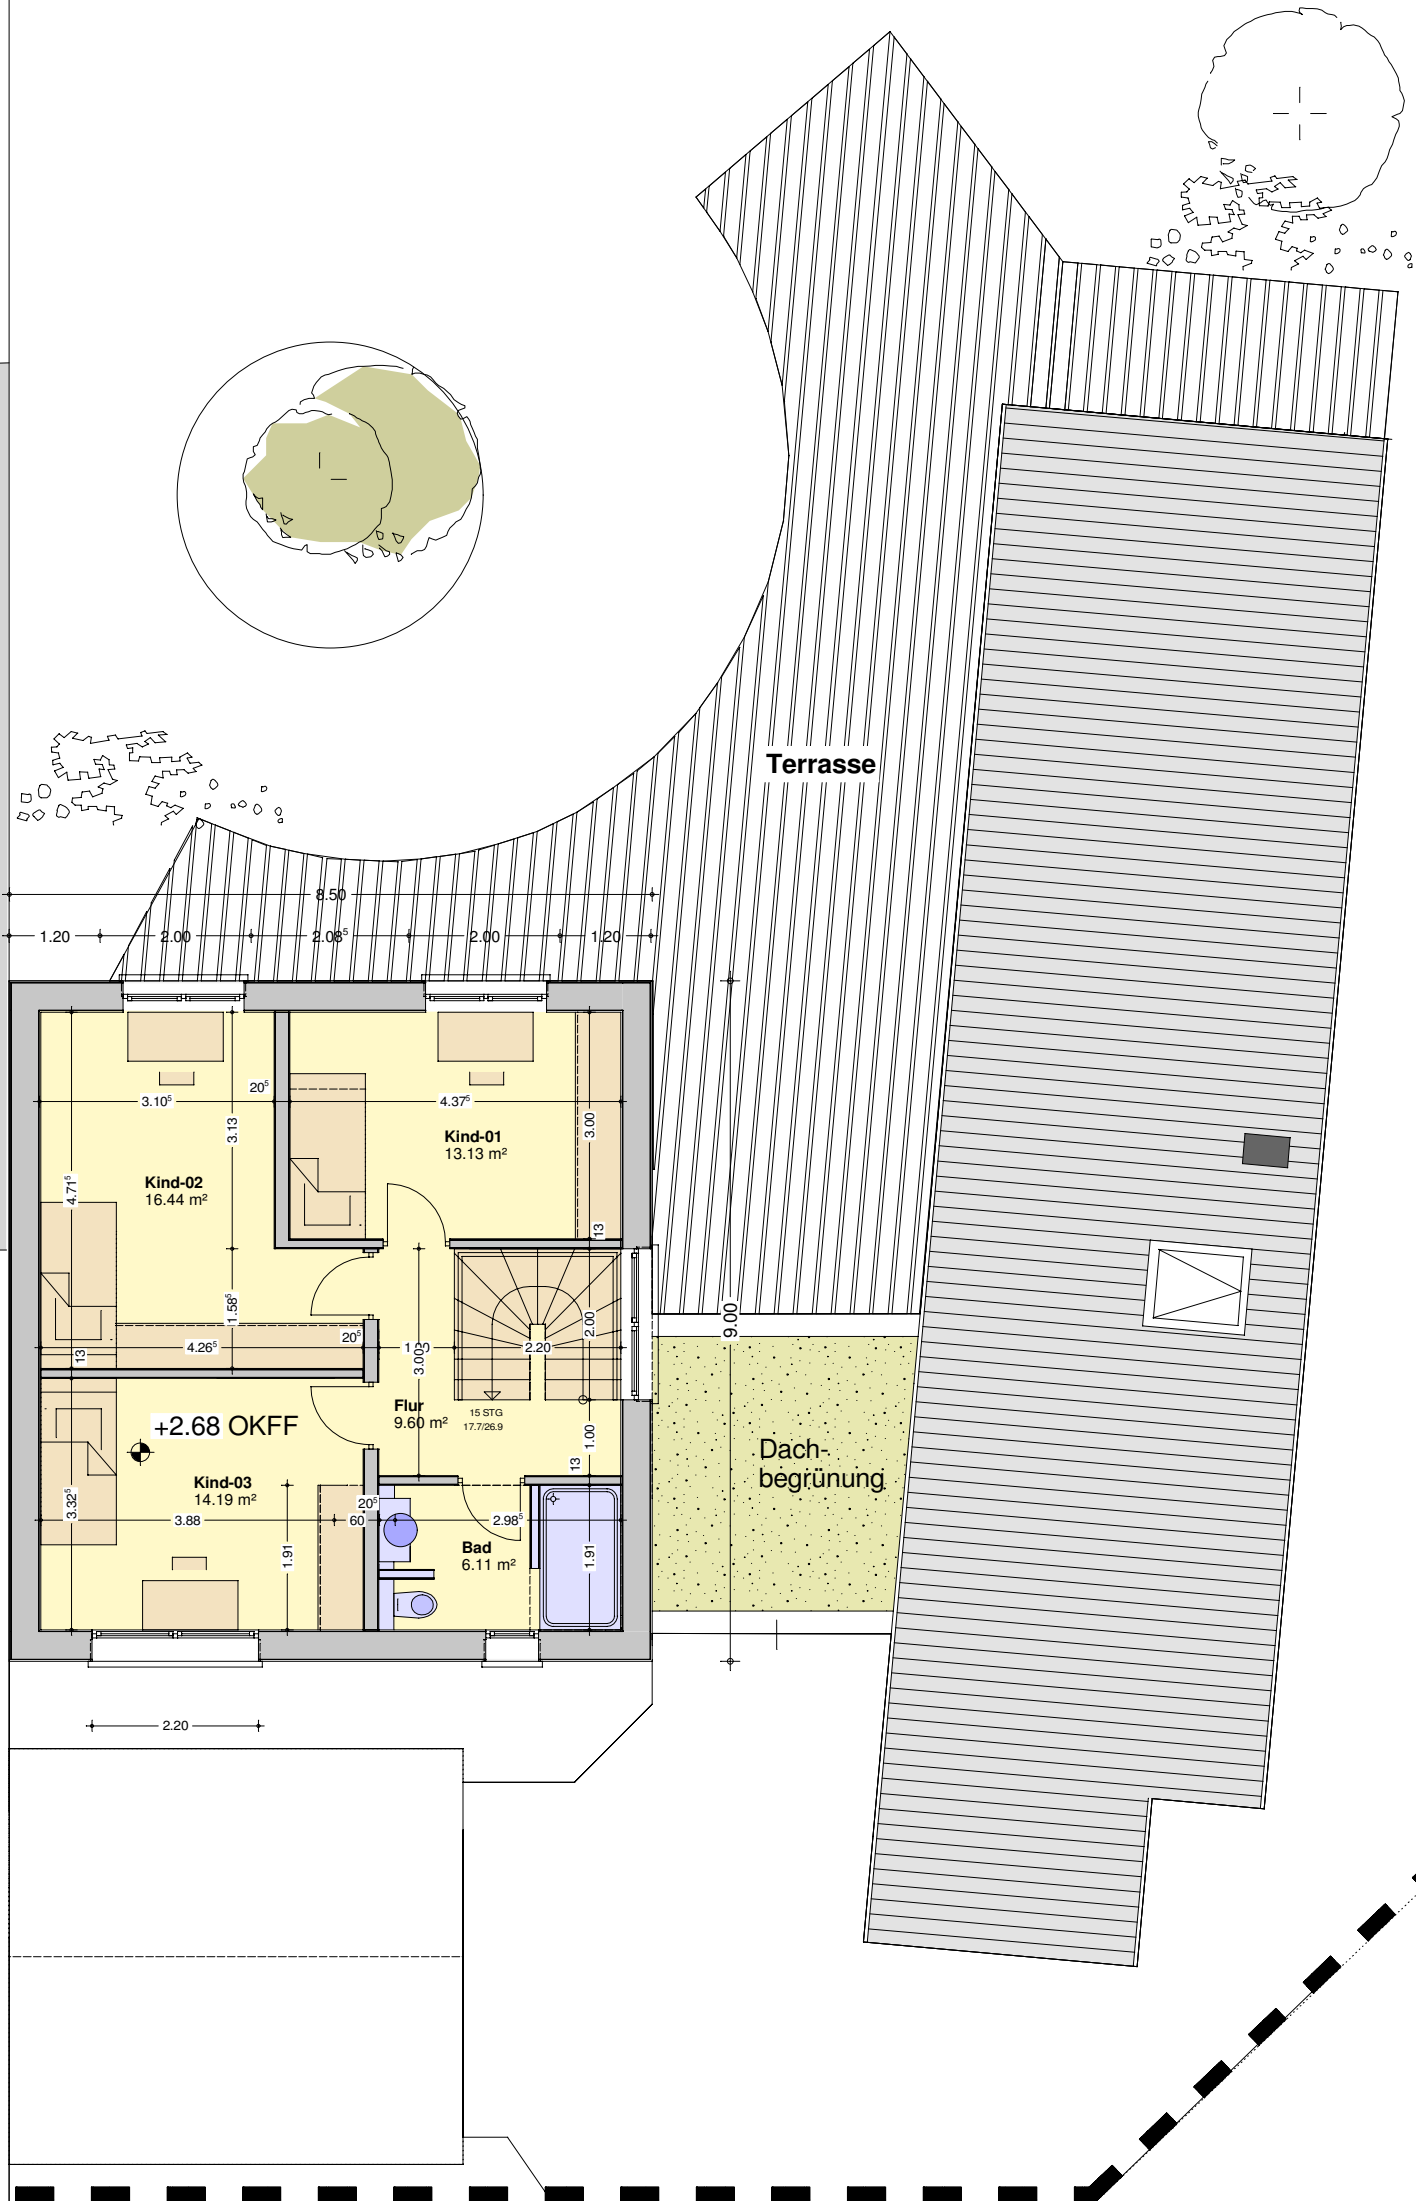 Terrasse
8.50
1.20
2.00
2.08⁵
2.00
1.20
20⁵
3.10⁵
4.37⁵
3.13
3.00
Kind-01
13.13 m²
Kind-02
16.44 m²
4.71⁵
13
1.58⁵
9.00
2.00
20⁵
4.26⁵
3.00
2.20
13
Flur
9.60 m²
15 STG
17.7/26.9
+2.68 OKFF
1.00
13
Dach-
begrünung
Kind-03
14.19 m²
3.32⁵
20⁵
3.88
60
2.98⁵
Bad
6.11 m²
1.91
1.91
2.20